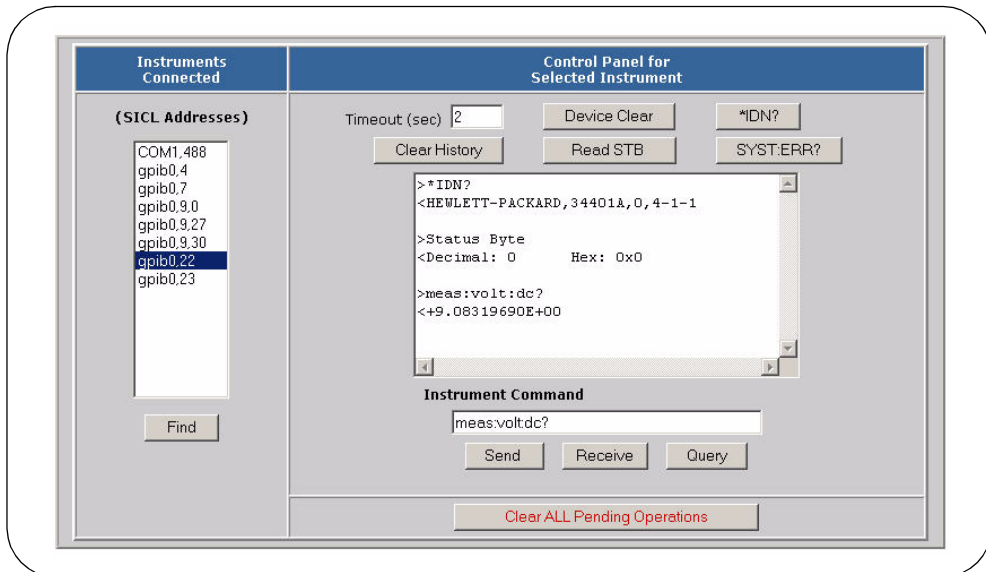 Instruments
Connected
(SICL Addresses)
COM1,488
gpib0,4
gpib0,7
gpib0,9,0
gpib0,9,27
gpib0,9,30
gpib0,22
gpib0,23
Find
Control Panel for
Selected Instrument
Timeout (sec) 2 Device Clear *IDN?
Clear History Read STB SYST:ERR?
>*IDN?
<HEWLETT-PACKARD,34401A,0,4-1-1
>Status Byte
<Decimal: 0 Hex: 0x0
>meas:volt:dc?
<+9.08319690E+00
Instrument Command
meas:volt:dc?
Send Receive Query
Clear ALL Pending Operations